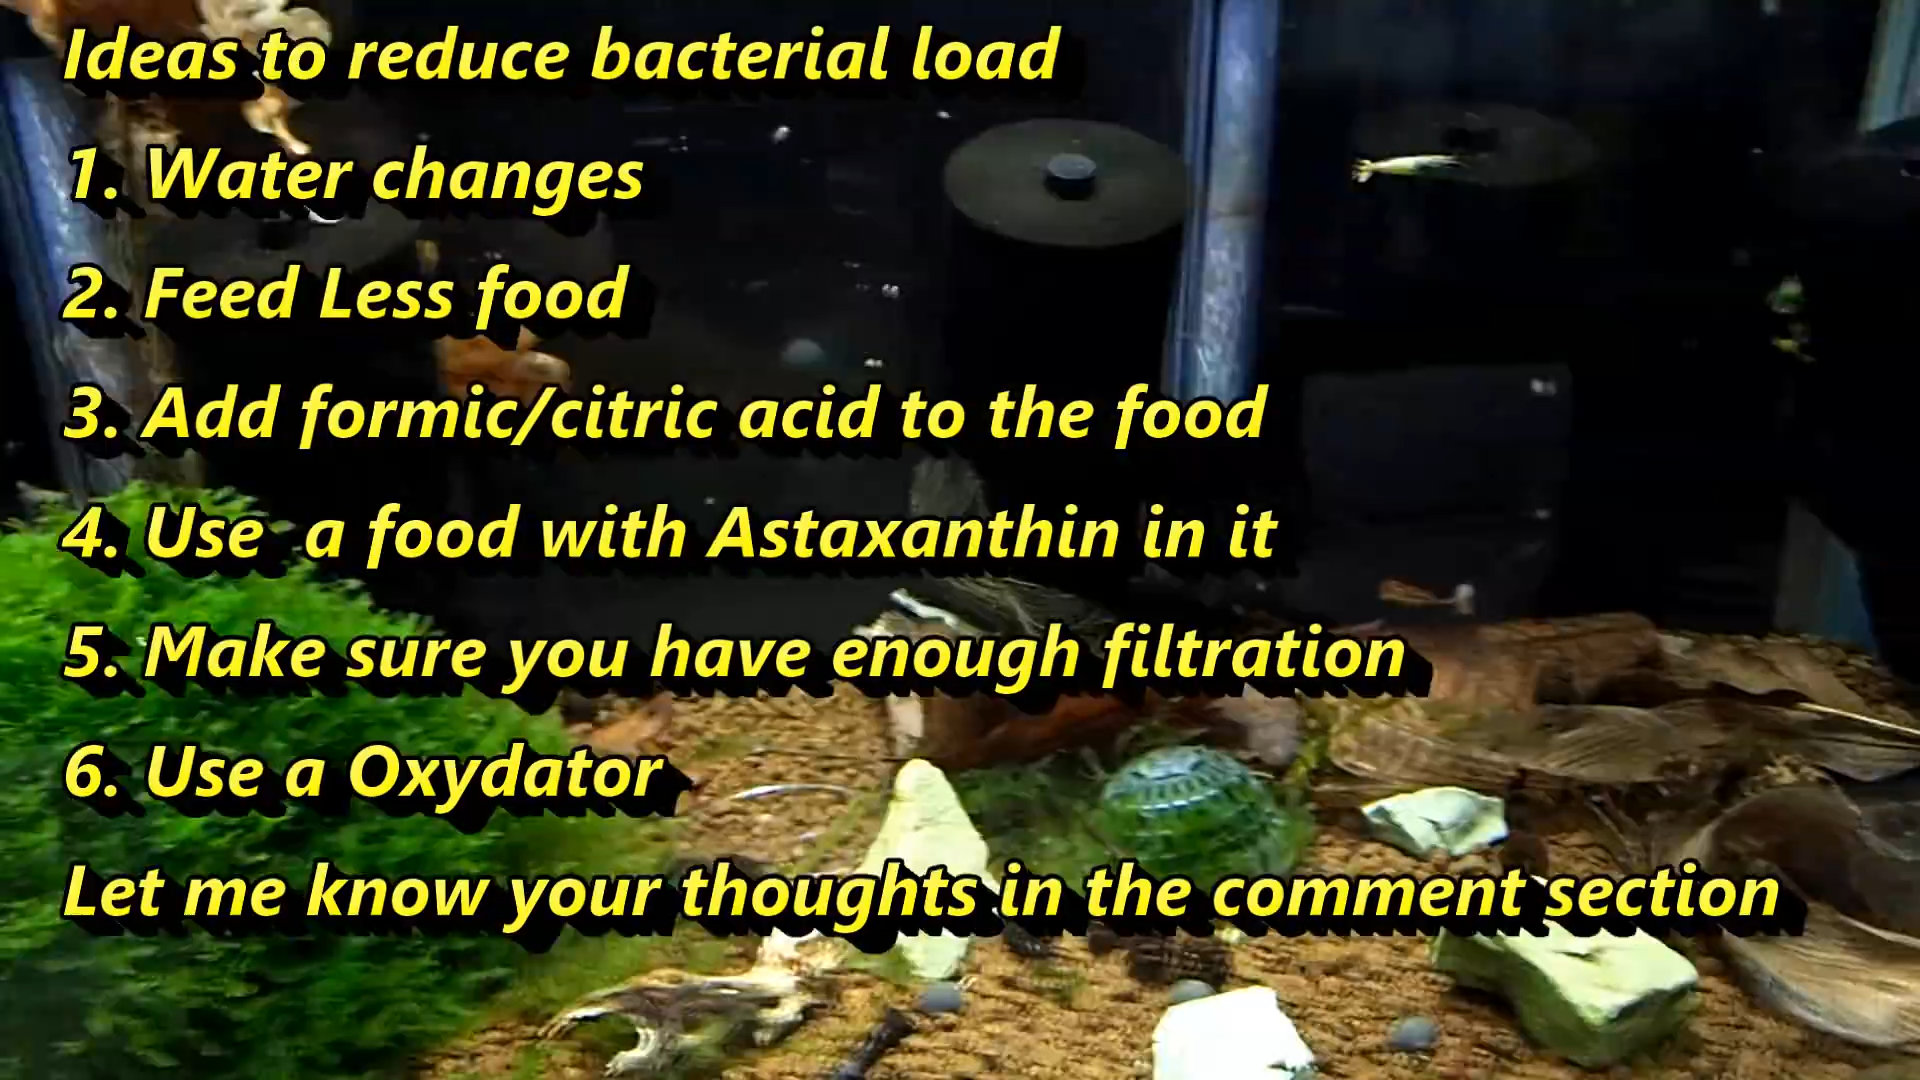 Ideas to reduce bacterial load
1. Water changes
2. Feed Less food
3. Add formic/citric acid to the food
4. Use  a food with Astaxanthin in it
5. Make sure you have enough filtration
6. Use a Oxydator
Let me know your thoughts in the comment section